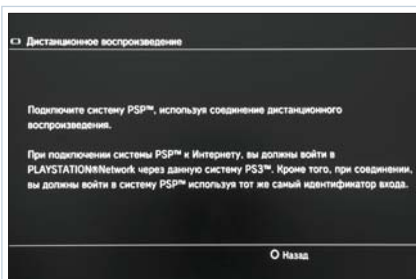 Дистанционное воспроизведение
Подключите систему PSP™, используя соединение дистанционного
воспроизведения.
При подключении системы PSP™ к Интернету, вы должны войти в
PLAYSTATION®Network через данную систему PS3™. Кроме того, при соединении,
вы должны войти в систему PSP™ используя тот же самый идентификатор входа.
Назад